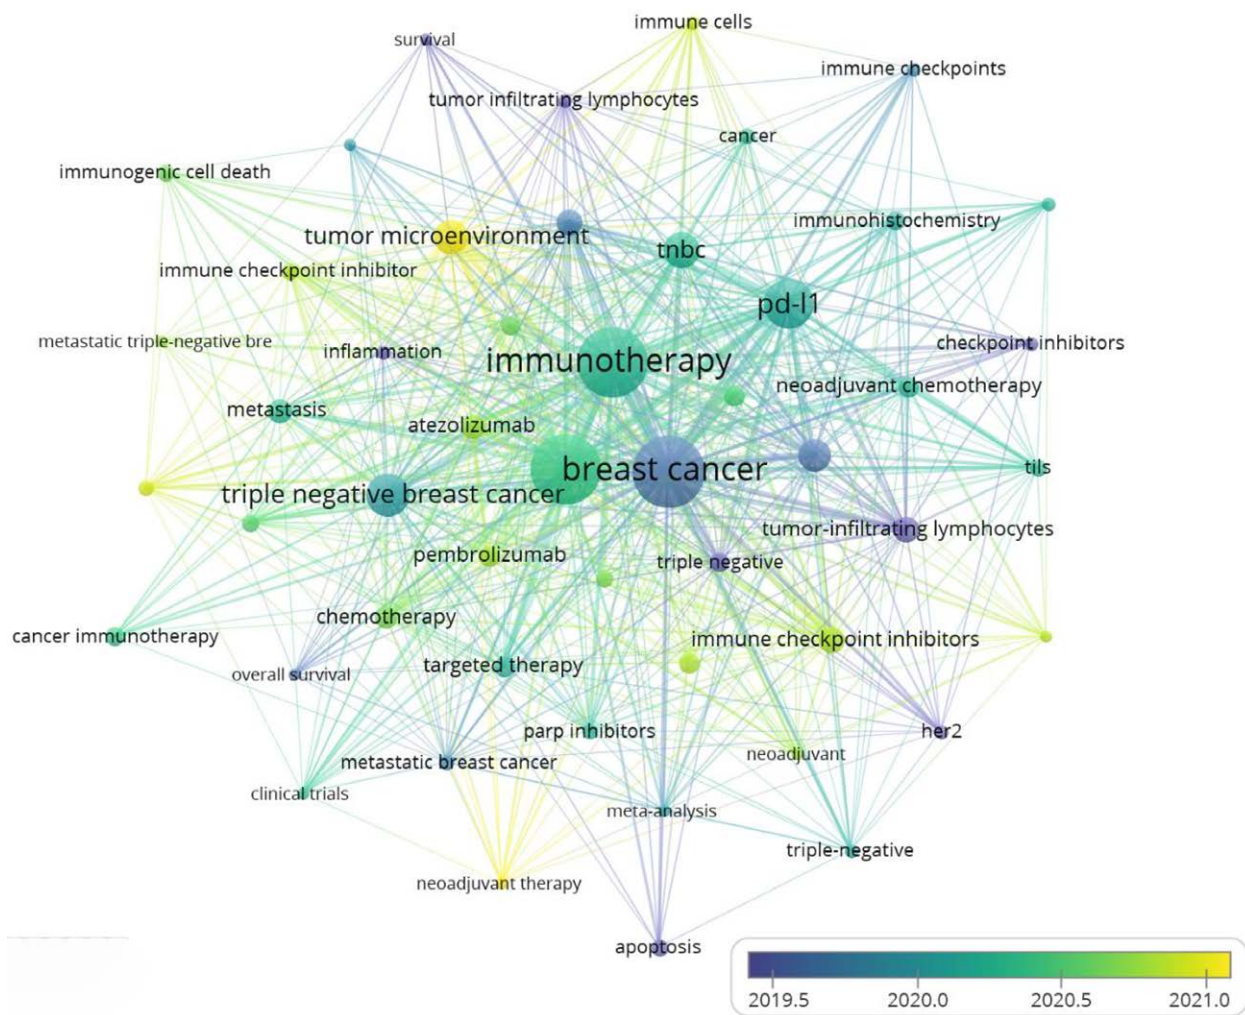 immune cells
survival
immune checkpoints
tumor infiltrating lymphocytes
cancer
immunogenic cell death
immunohistochemistry
tumor microenvironment
tnbc
immune checkpoint inhibitor
pd-l1
metastatic triple-negative bre
inflammation
checkpoint inhibitors
immunotherapy
neoadjuvant chemotherapy
metastasis
atezolizumab
breast cancer
tils
triple negative breast cancer
tumor-infiltrating lymphocytes
pembrolizumab
triple negative
chemotherapy
cancer immunotherapy
immune checkpoint inhibitors
overall survival
targeted therapy
parp inhibitors
her2
neoadjuvant
metastatic breast cancer
clinical trials
meta-analysis
triple-negative
neoadjuvant therapy
apoptosis
2019.5 2020.0 2020.5 2021.0